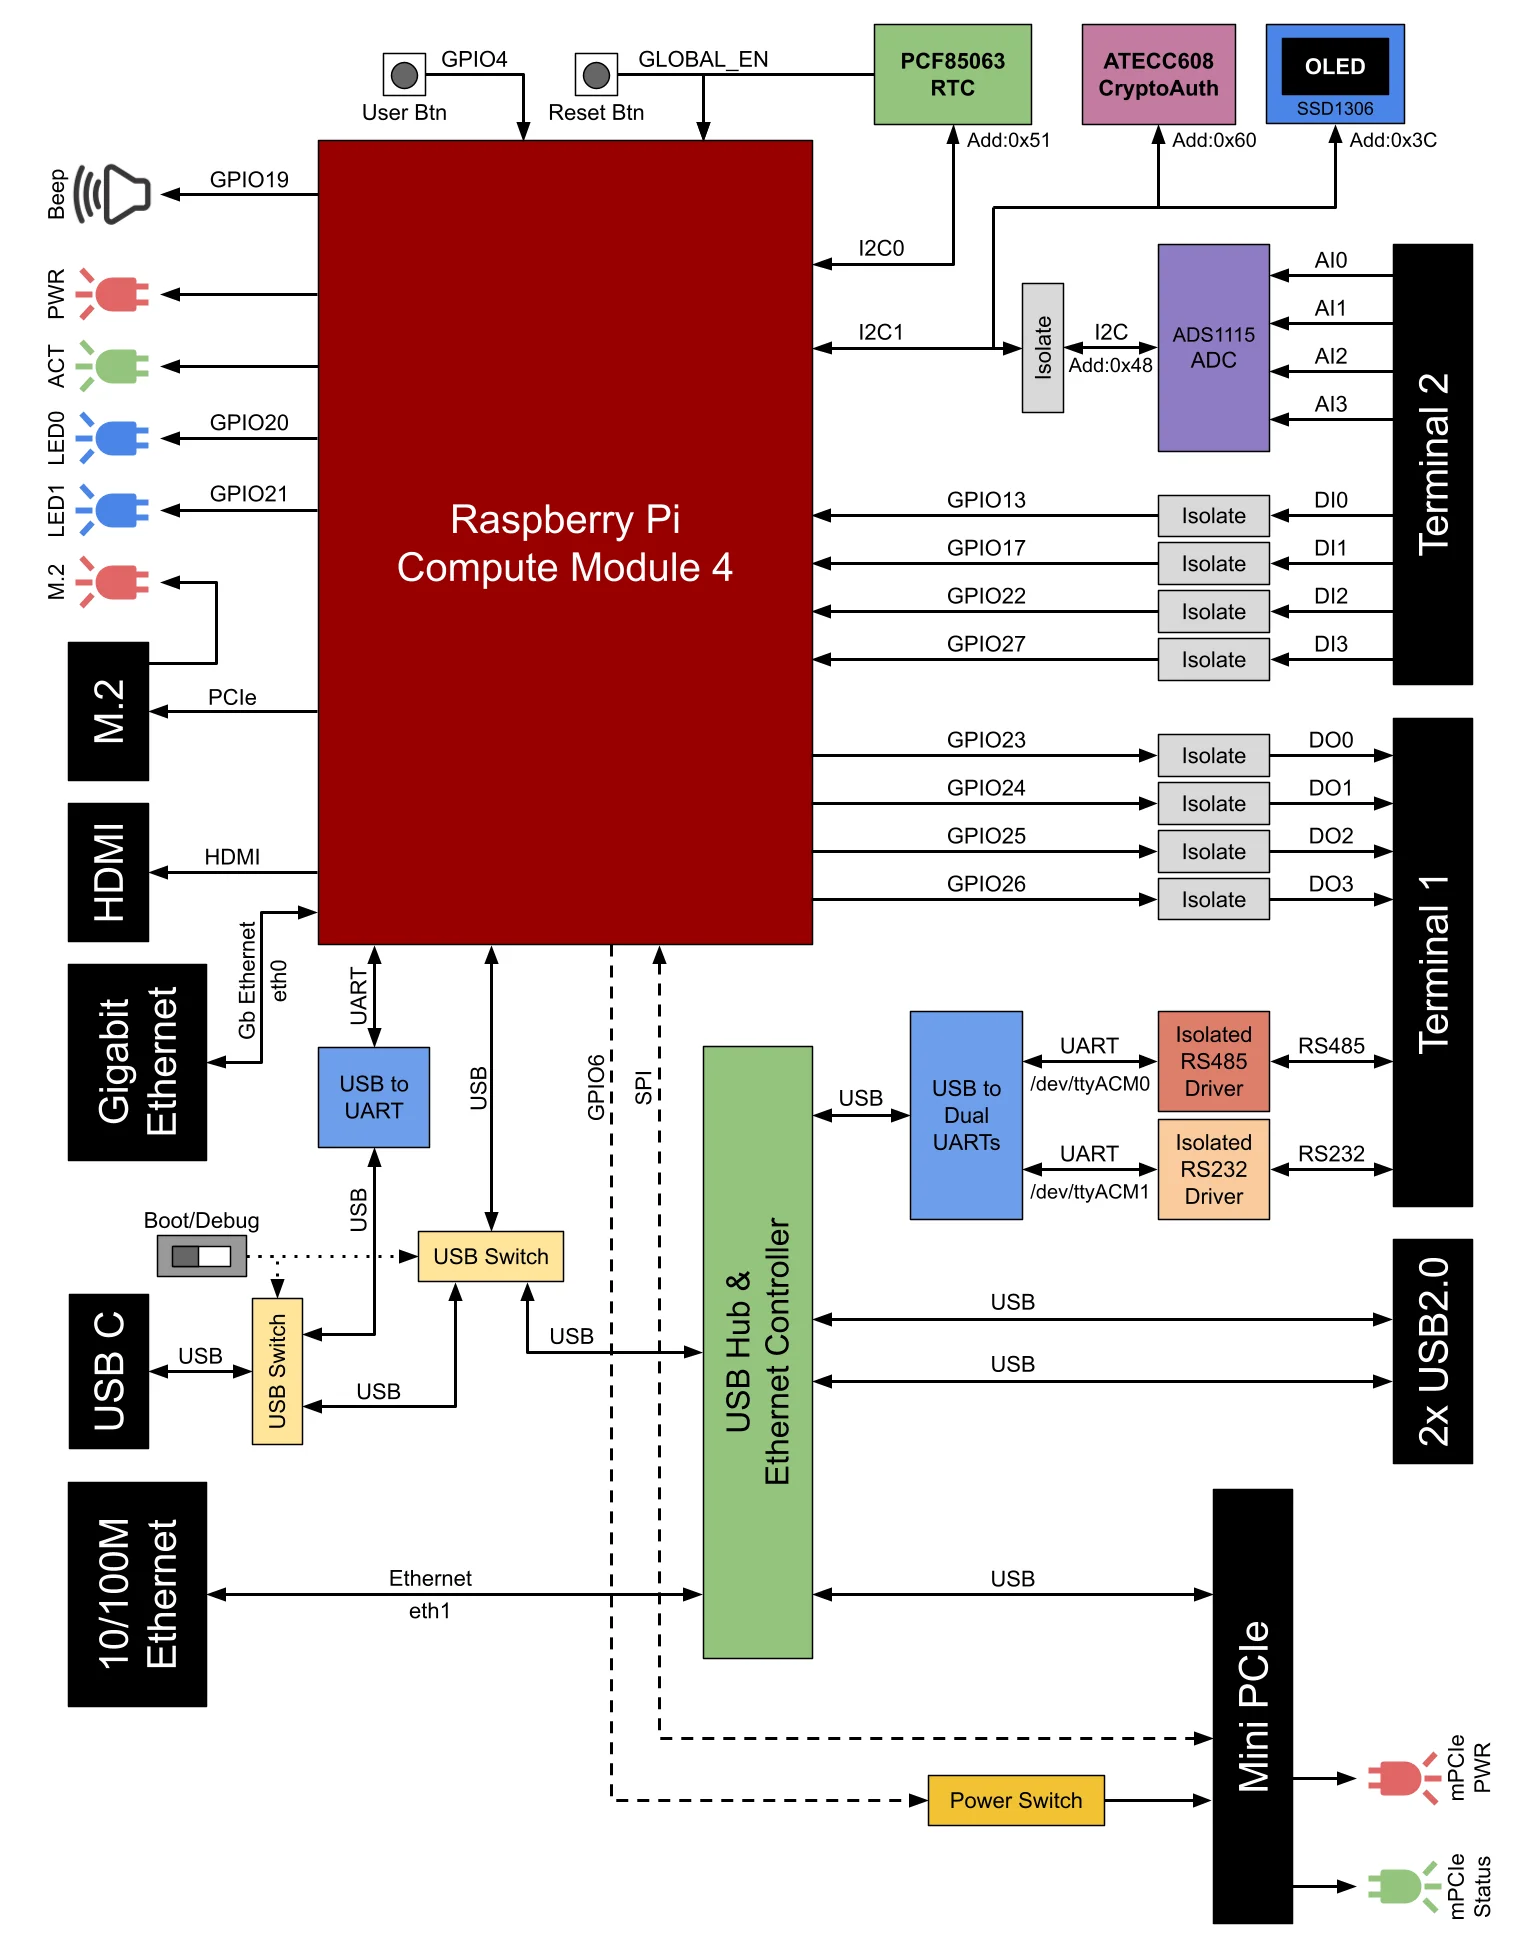 GPIO4
User Btn
GLOBAL_EN
Reset Btn
PCF85063
RTC
Add:0x51
ATECC608
CryptoAuth
Add:0x60
OLED
SSD1306
Add:0x3C
Beep
GPIO19
PWR
ACT
LED0
GPIO20
LED1
GPIO21
M.2
M.2
PCIe
HDMI
HDMI
Gigabit
Ethernet
Gb Ethernet
eth0
Raspberry Pi
Compute Module 4
I2C0
I2C1
Isolate
I2C
Add:0x48
ADS1115
ADC
AI0
AI1
AI2
AI3
Terminal 2
GPIO13
Isolate
DI0
GPIO17
Isolate
DI1
GPIO22
Isolate
DI2
GPIO27
Isolate
DI3
GPIO23
Isolate
DO0
GPIO24
Isolate
DO1
GPIO25
Isolate
DO2
GPIO26
Isolate
DO3
Terminal 1
UART
USB to
UART
USB
USB
GPIO6
SPI
USB
USB to
Dual
UARTs
UART
/dev/ttyACM0
Isolated
RS485
Driver
RS485
UART
/dev/ttyACM1
Isolated
RS232
Driver
RS232
Boot/Debug
USB Switch
USB C
USB
USB Switch
USB
USB
USB Hub &
Ethernet Controller
USB
USB
2x USB2.0
10/100M
Ethernet
Ethernet
eth1
USB
Mini PCIe
Power Switch
mPCIe
PWR
mPCIe
Status